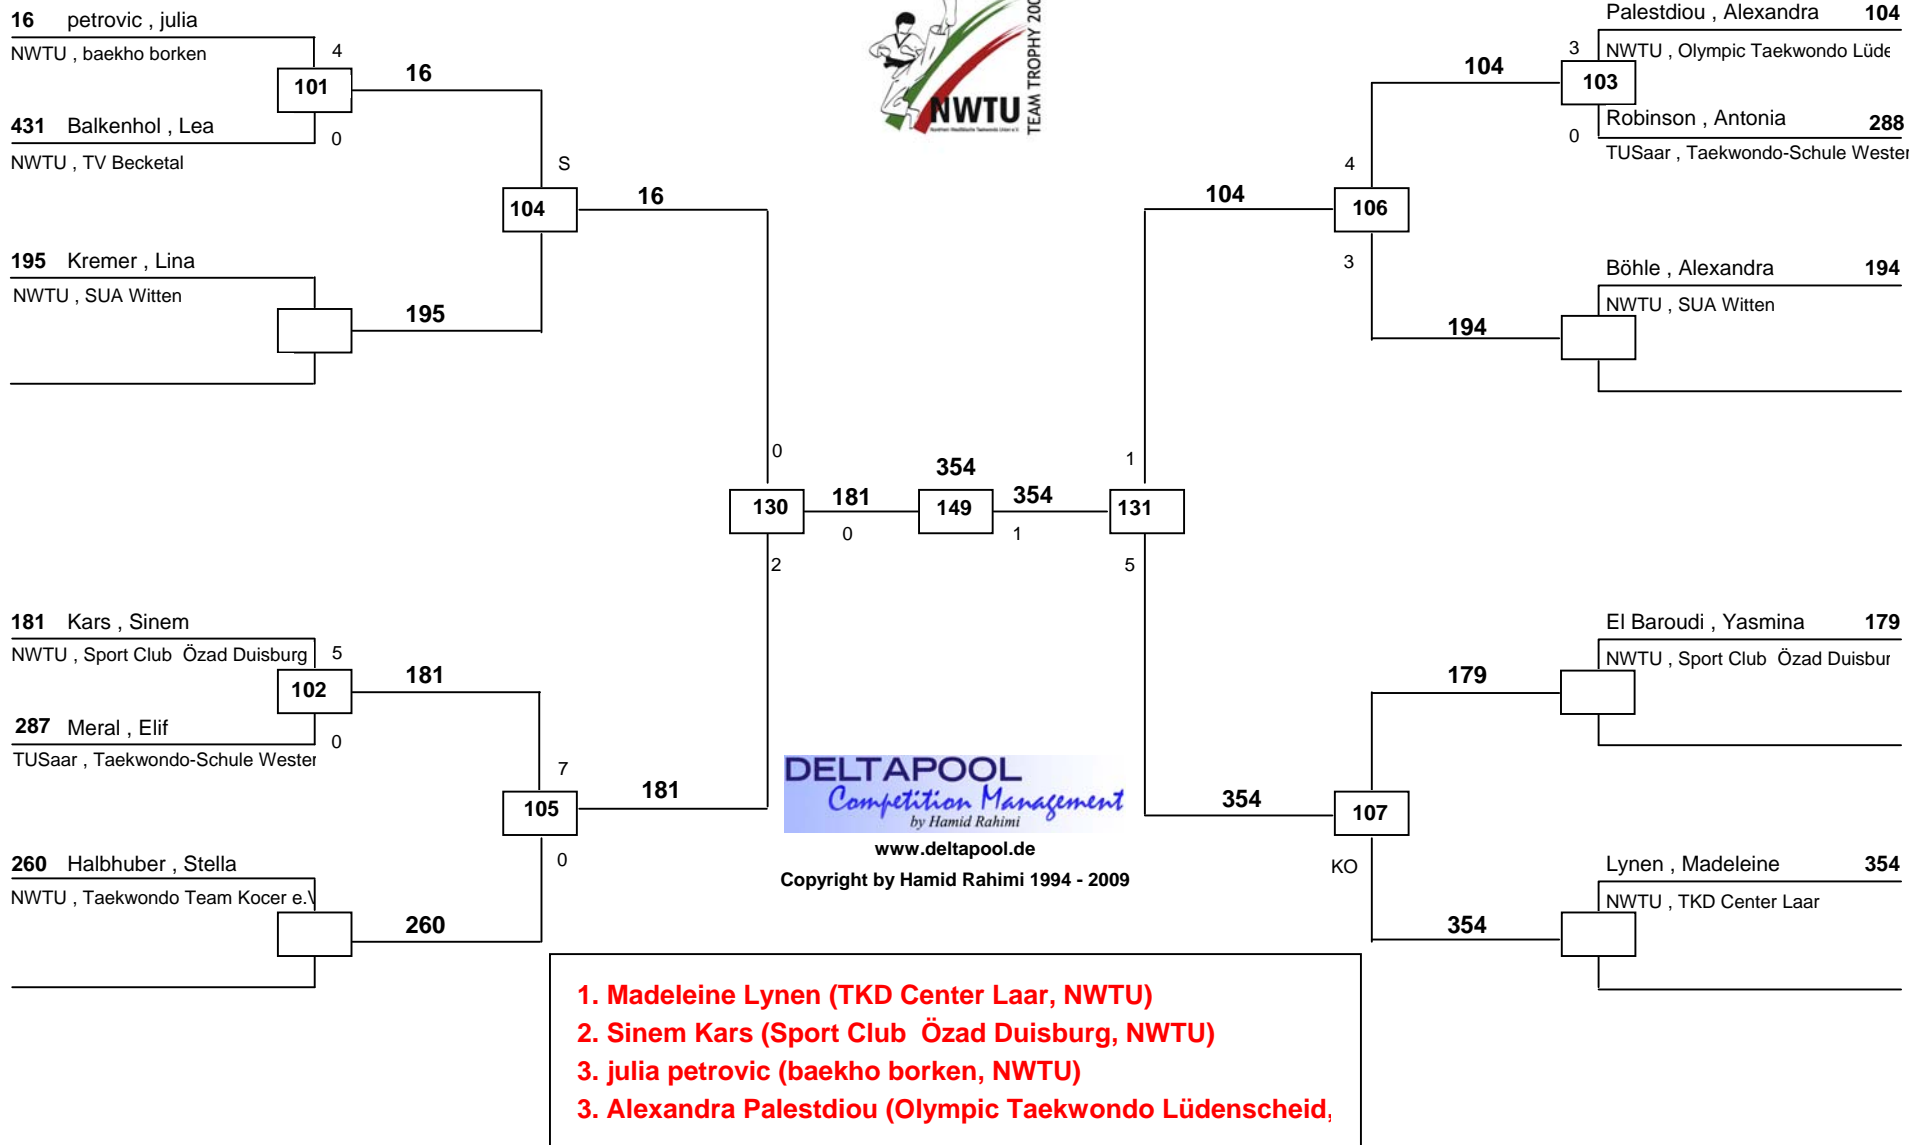 16 petrovic , julia
NWTU , baekho borken
4
101
16
431 Balkenhol , Lea
0
NWTU , TV Becketal
S
104
16
195 Kremer , Lina
NWTU , SUA Witten
195
NWTU
TEAM TROPHY 200
Palestdiou , Alexandra 104
3
NWTU , Olympic Taekwondo Lüde
104
103
Robinson , Antonia 288
0
TUSaar , Taekwondo-Schule Wester
4
104
106
3
Böhle , Alexandra 194
NWTU , SUA Witten
194
0
130
2
181
0
354
149
354
1
1
131
5
181 Kars , Sinem
NWTU , Sport Club Özad Duisburg
5
102
181
287 Meral , Elif
0
TUSaar , Taekwondo-Schule Wester
7
105
181
0
260 Halbhuber , Stella
NWTU , Taekwondo Team Kocer e.V
260
El Baroudi , Yasmina 179
NWTU , Sport Club Özad Duisbur
179
354
107
KO
Lynen , Madeleine 354
NWTU , TKD Center Laar
354
DELTAPOOL
Competition Management
by Hamid Rahimi
www.deltapool.de
Copyright by Hamid Rahimi 1994 - 2009
1. Madeleine Lynen (TKD Center Laar, NWTU)
2. Sinem Kars (Sport Club Özad Duisburg, NWTU)
3. julia petrovic (baekho borken, NWTU)
3. Alexandra Palestdiou (Olympic Taekwondo Lüdenscheid,